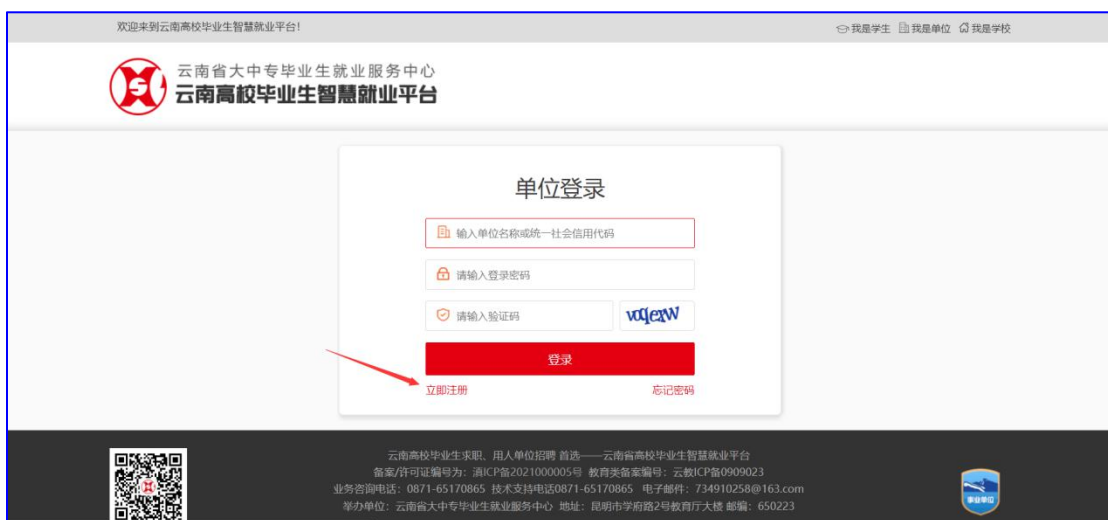 欢迎来到云南高校毕业生智慧就业平台！
我是学生 我是单位 我是学校
云南省大中专毕业生就业服务中心
云南高校毕业生智慧就业平台
单位登录
输入单位名称或统一社会信用代码
请输入登录密码
请输入验证码
voqexW
登录
立即注册 忘记密码
云南高校毕业生求职、用人单位招聘 首选——云南省高校毕业生智慧就业平台
备案/许可证编号为：滇ICP备2021000005号 教育类备案编号：云教ICP备0909023
业务咨询电话：0871-65170865 技术支持电话0871-65170865 电子邮件：734910258@163.com
举办单位：云南省大中专毕业生就业服务中心 地址：昆明市学府路2号教育厅大楼 邮编：650223
事业单位